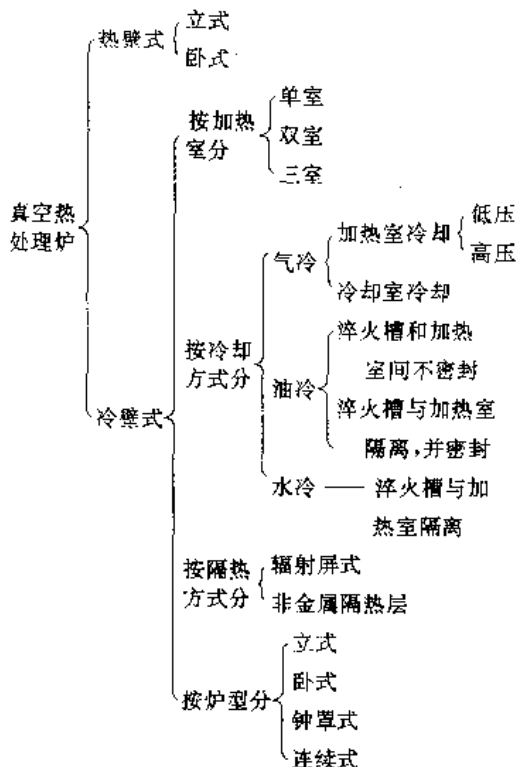 真空热
处理炉
热壁式
立式
卧式
冷壁式
按加热
室分
单室
双室
三室
按冷却
方式分
气冷
加热室冷却
低压
高压
冷却室冷却
油冷
淬火槽和加热
室间不密封
淬火槽与加热室
隔离,并密封
水冷
淬火槽与加
热室隔离
按隔热
方式分
辐射屏式
非金属隔热层
按炉型分
立式
卧式
钟罩式
连续式